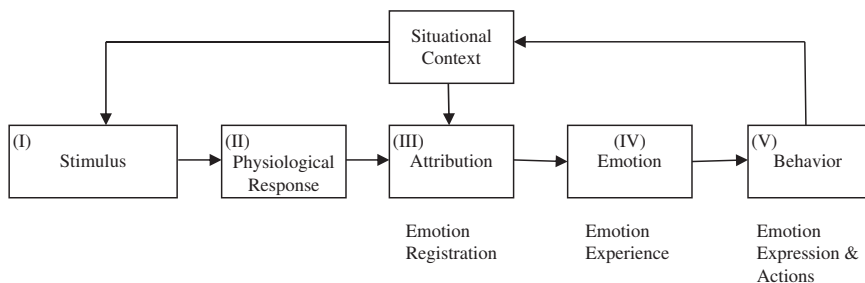 Situational
Context
(I)
Stimulus
(II)
Physiological
Response
(III)
Attribution
(IV)
Emotion
(V)
Behavior
Emotion
Registration
Emotion
Experience
Emotion
Expression &
Actions